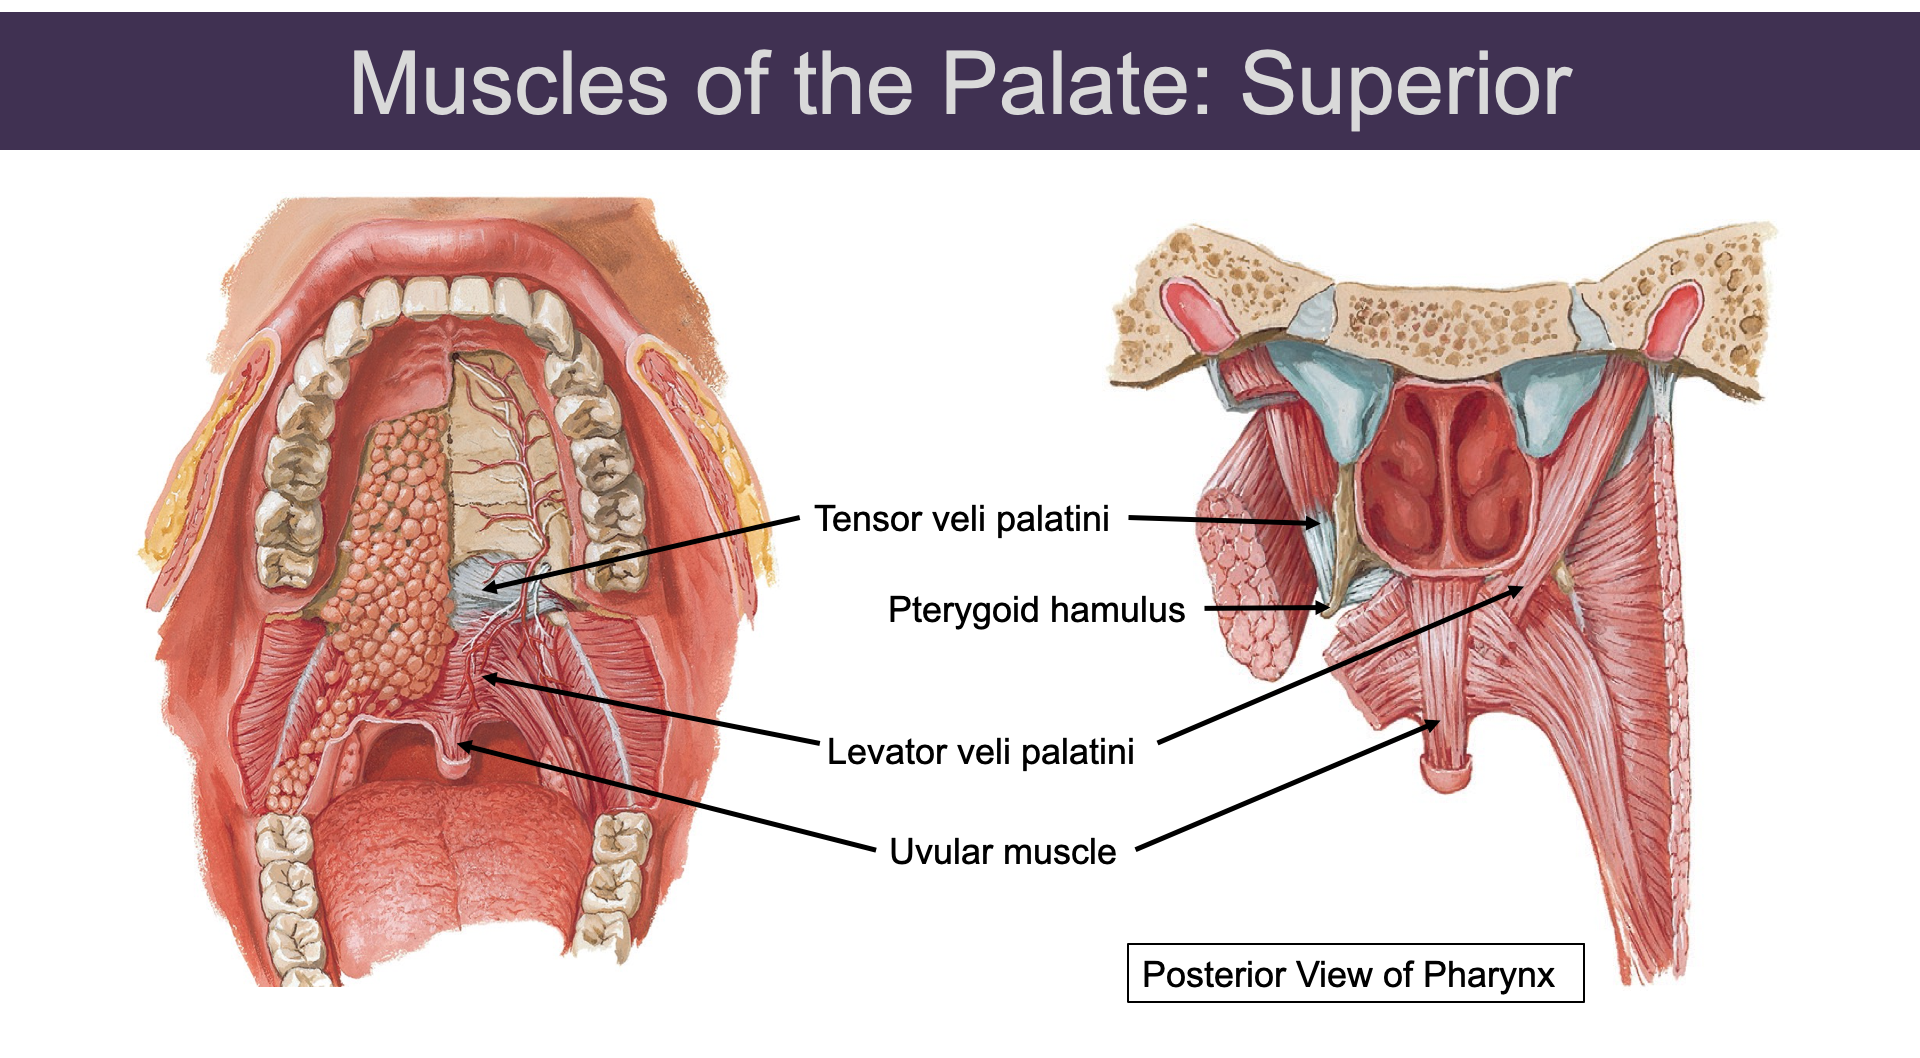 Muscles of the Palate: Superior
Tensor veli palatini
Pterygoid hamulus
Levator veli palatini
Uvular muscle
Posterior View of Pharynx